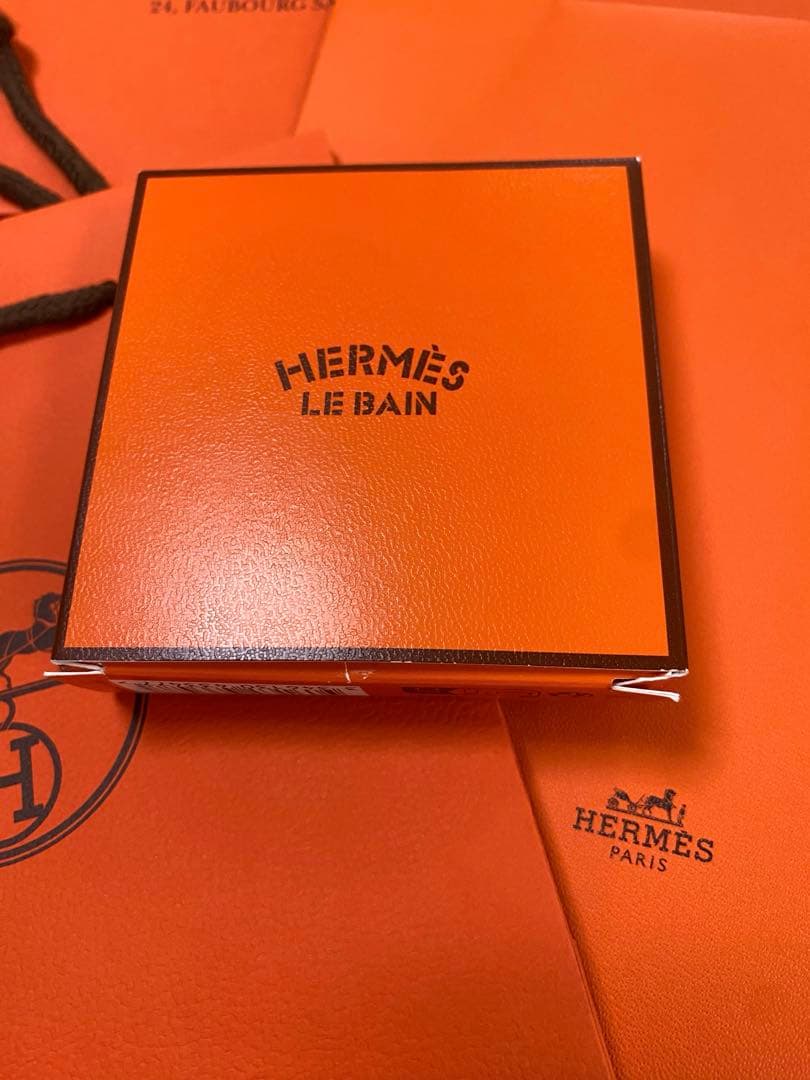 24, FAUBOURG
HERMÈS
LE BAIN
H
HERMÈS
PARIS